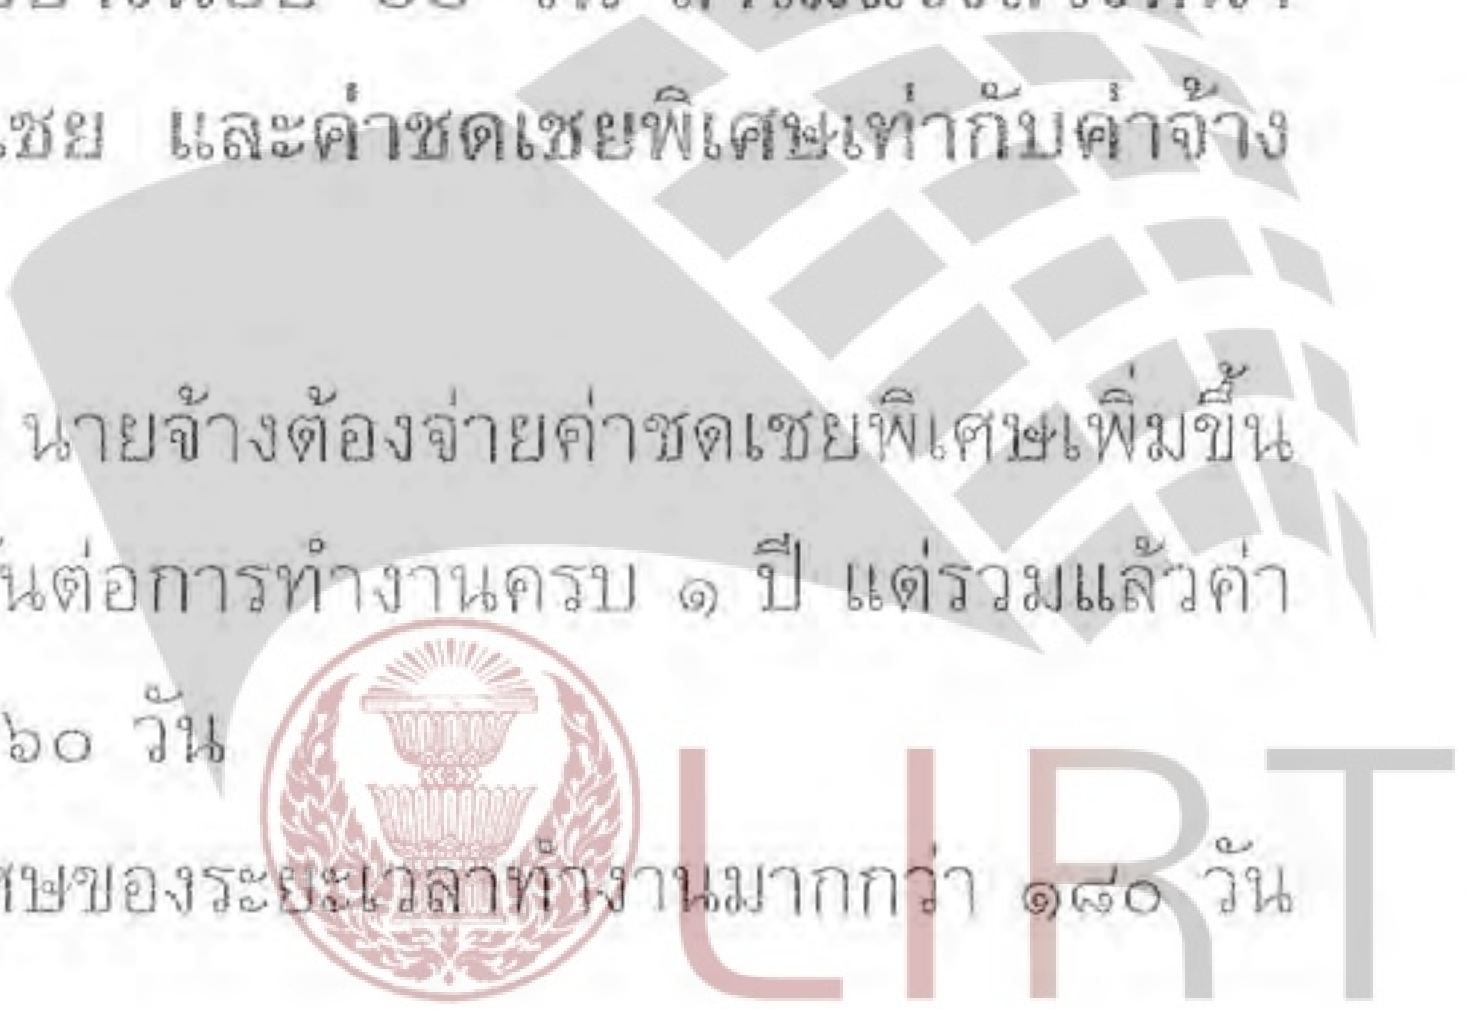 และค่าชดเชยพิเศษเท่ากับค่าจ้าง
นายจ้างต้องจ่ายค่าชดเชยพิเศษเพิ่มขึ้น
ต่อการทำงานครบ ๑ ปี แต่รวมแล้วค่า
๖๐ วัน
ของระยะเวลาทำงานมากกว่า ๑๘๐ วัน
LIRT